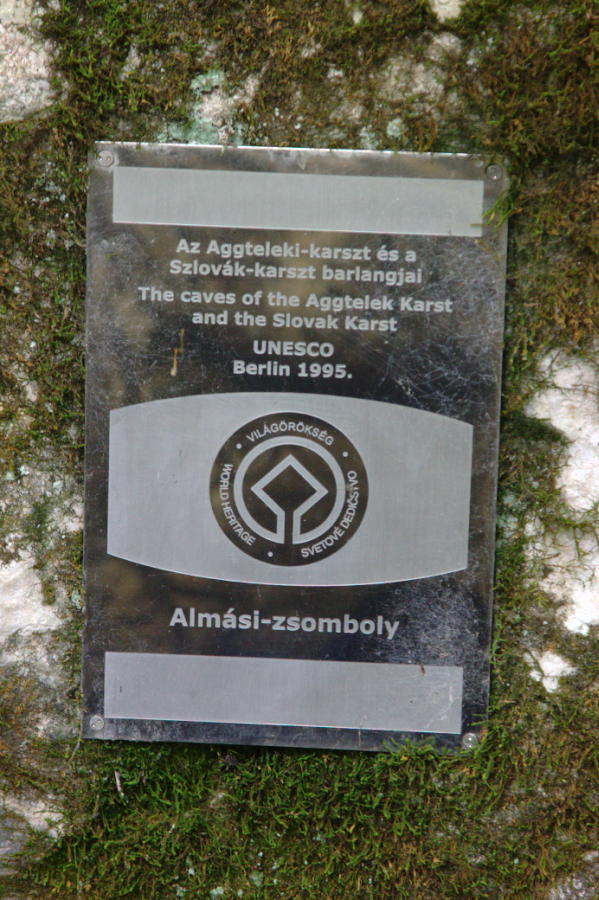 Az Aggteleki-karszt és a
Szlovák-karszt barlangjai
The caves of the Aggtelek Karst
and the Slovak Karst
UNESCO
Berlin 1995.
• VILÁGÖRÖKSÉG •
WORLD HERITAGE • SVETOVÉ DEDIČSTVO
Almási-zsomboly